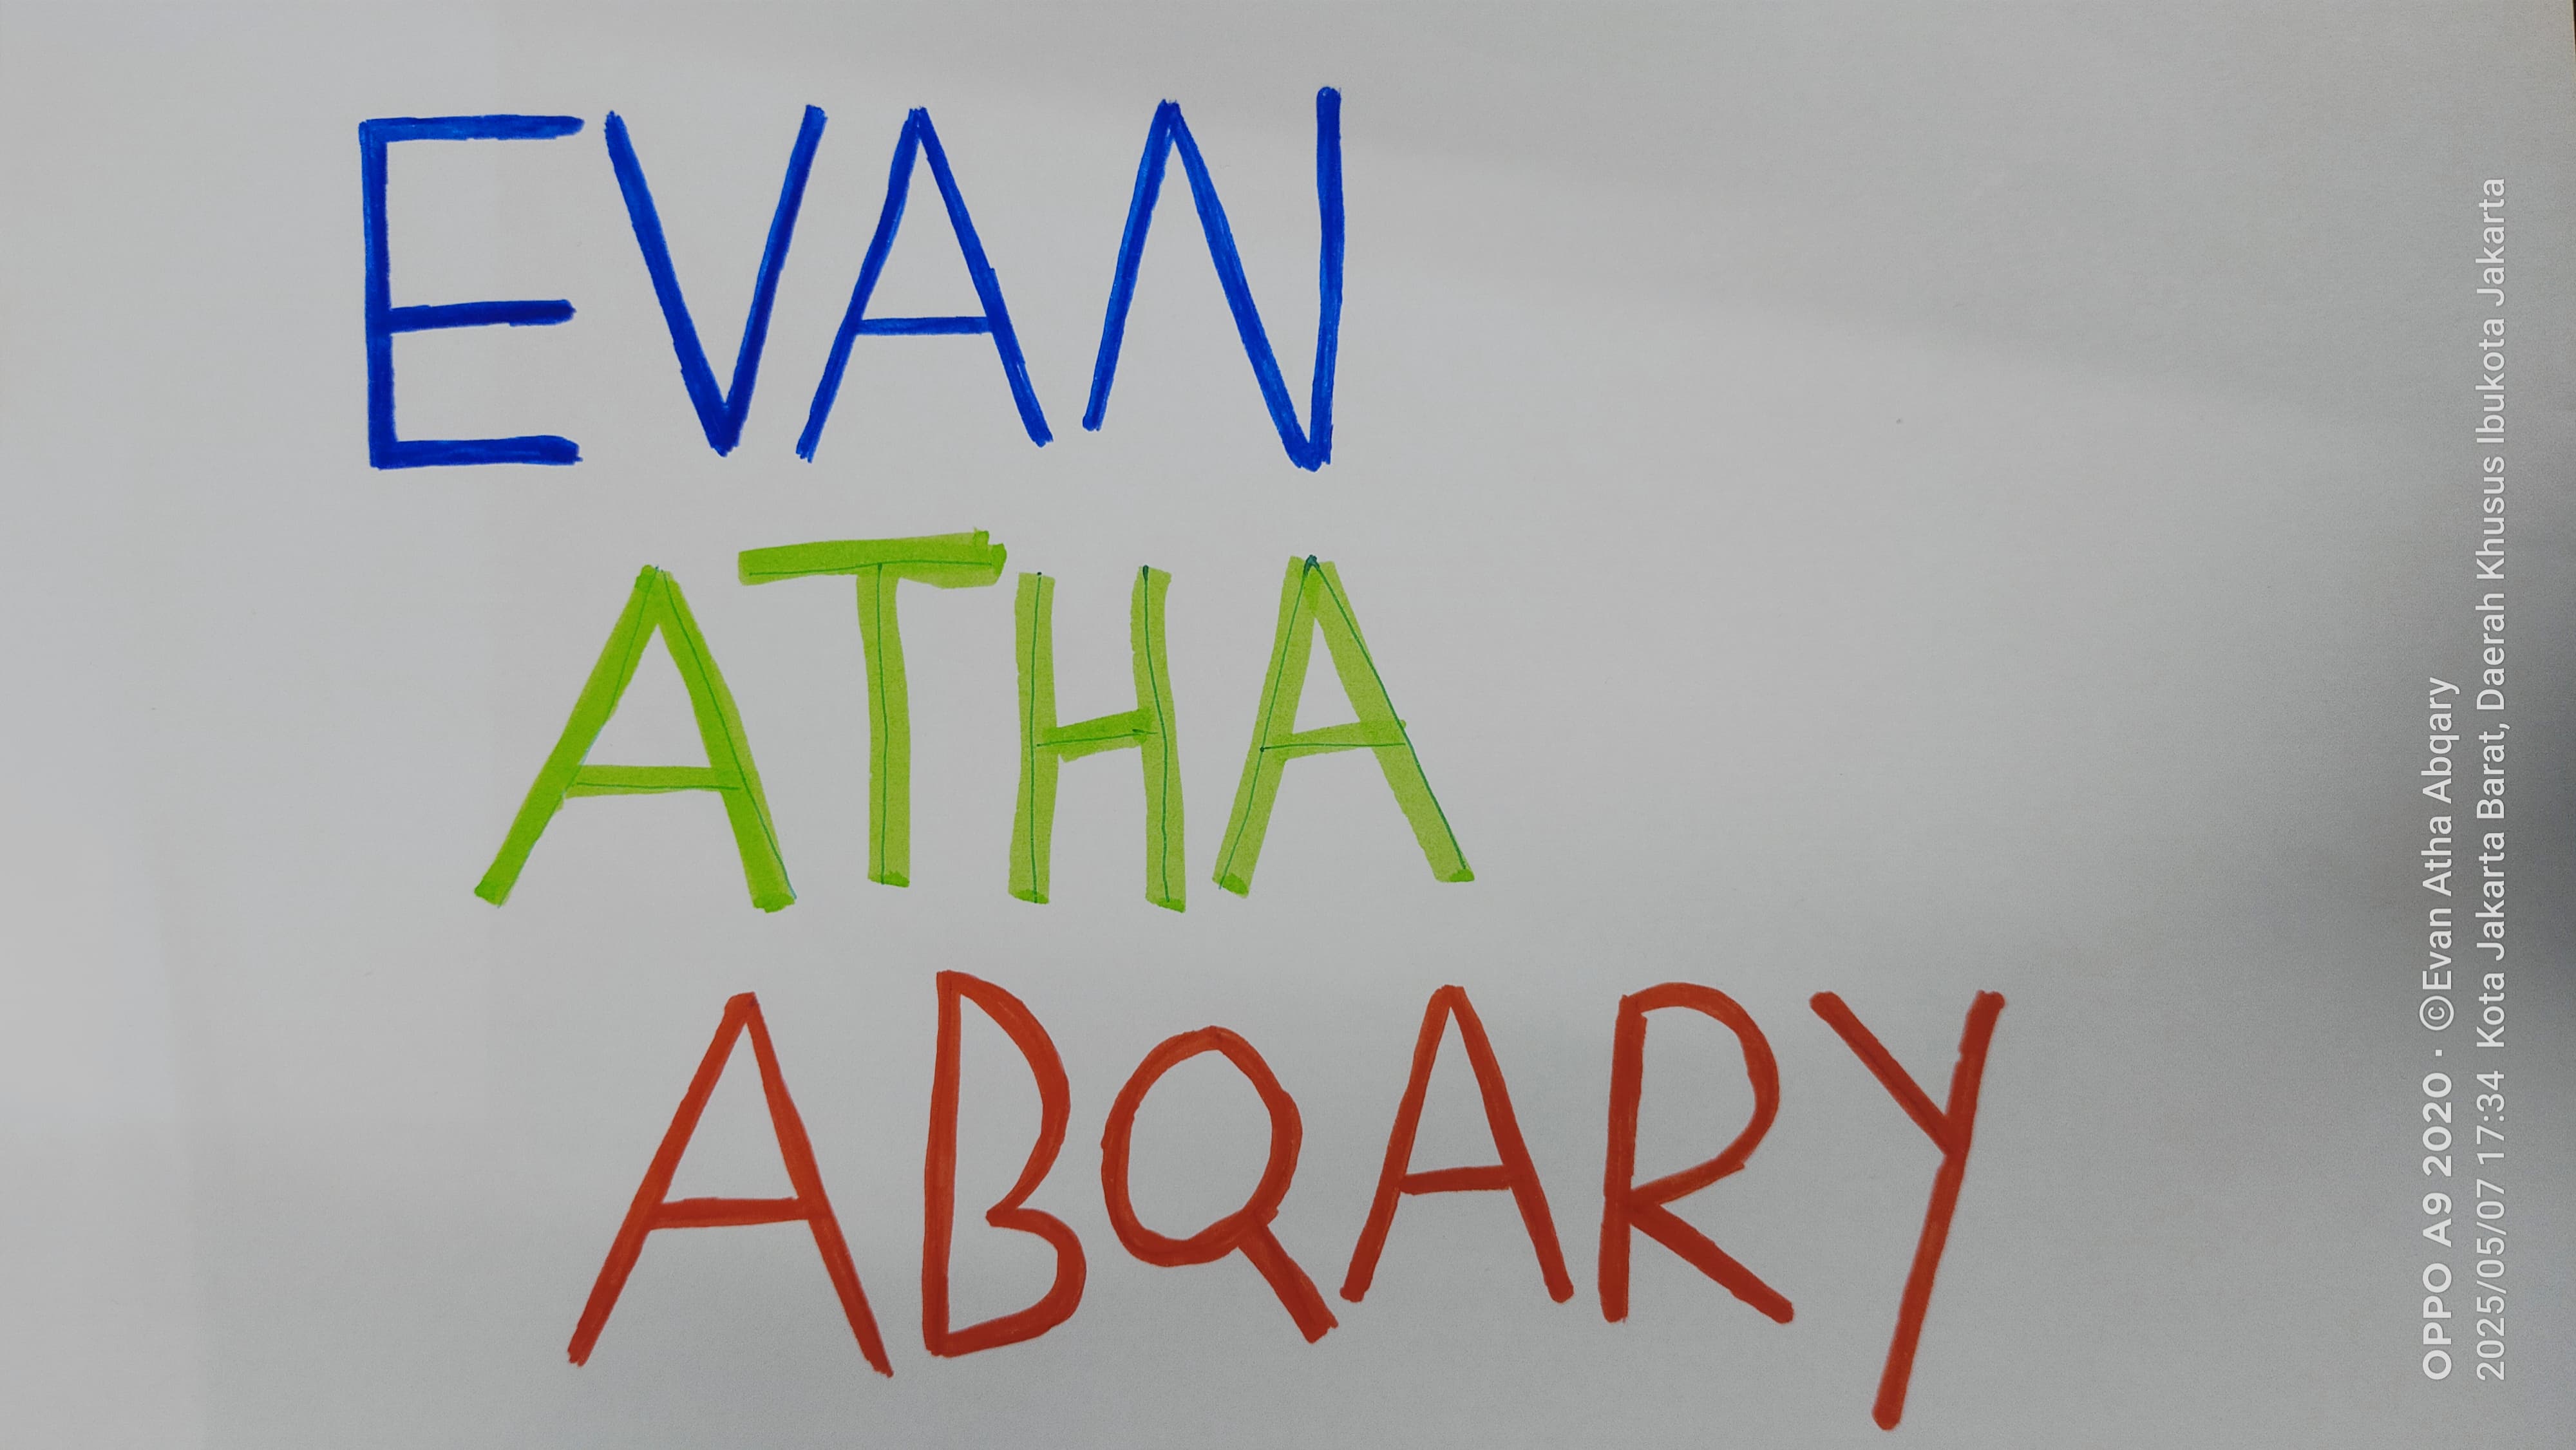 EVAN
ATHA
ABQARY
OPPO A9 2020 · ©Evan Atha Abqary
2025/05/07 17:34 Kota Jakarta Barat, Daerah Khusus Ibukota Jakarta